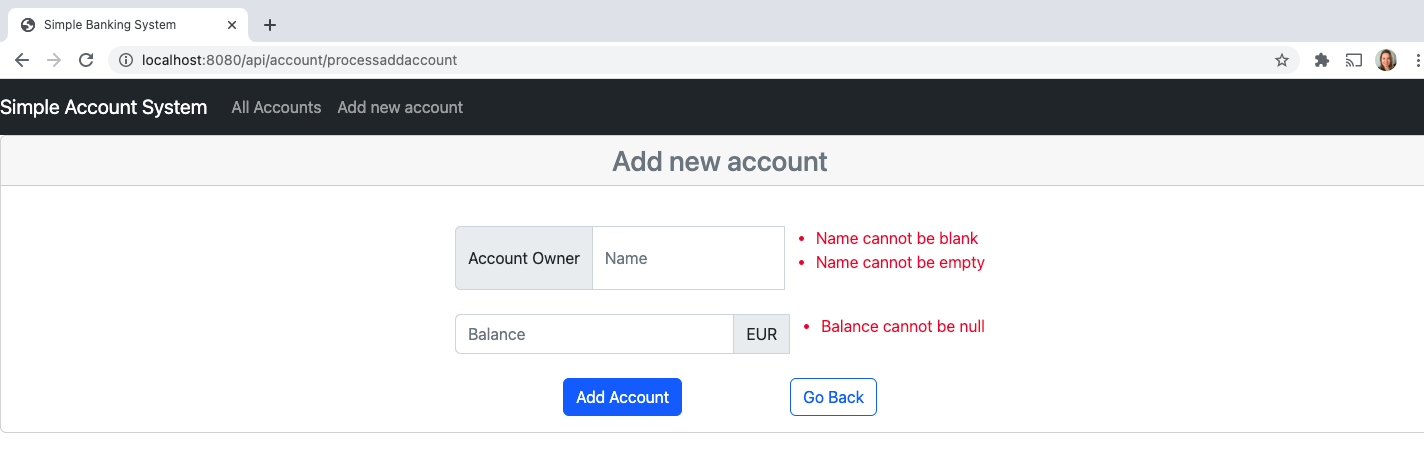 Simple Banking System
localhost:8080/api/account/processaddaccount
Simple Account System All Accounts Add new account
Add new account
Account Owner Name
• Name cannot be blank
• Name cannot be empty
Balance EUR
• Balance cannot be null
Add Account Go Back